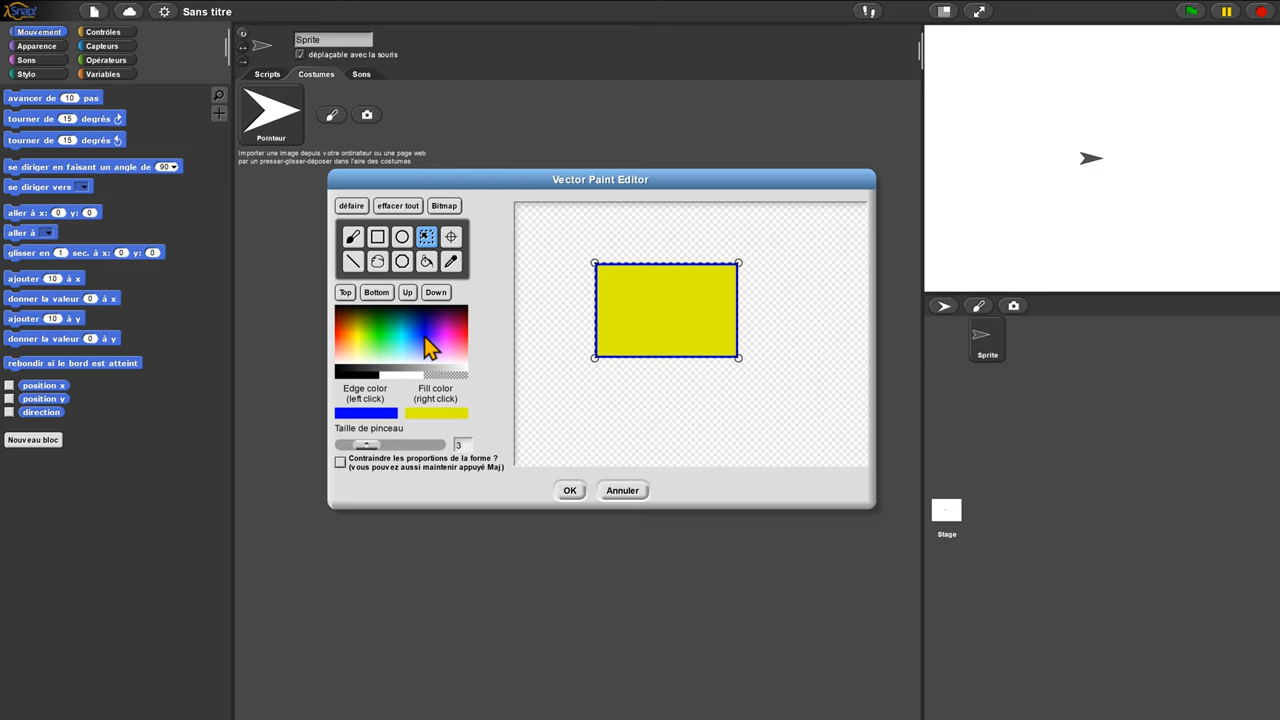 Snap! Sans titre
Mouvement Contrôles
Apparence Capteurs
Sons Opérateurs
Stylo Variables
avancer de 10 pas
tourner de 15 degrés
tourner de 15 degrés
se diriger en faisant un angle de 90
se diriger vers
aller à x: 0 y: 0
aller à
glisser en 1 sec. à x: 0 y: 0
ajouter 10 à x
donner la valeur 0 à x
ajouter 10 à y
donner la valeur 0 à y
rebondir si le bord est atteint
position x
position y
direction
Nouveau bloc
Sprite
déplaçable avec la souris
Scripts Costumes Sons
Pointeur
Importer une image depuis votre ordinateur ou une page web
par un presser-glisser-déposer dans l'aire des costumes
Vector Paint Editor
défaire effacer tout Bitmap
Top Bottom Up Down
Edge color
(left click)
Fill color
(right click)
Taille de pinceau
3
Contraindre les proportions de la forme ?
(vous pouvez aussi maintenir appuyé Maj)
OK Annuler
Sprite
Stage